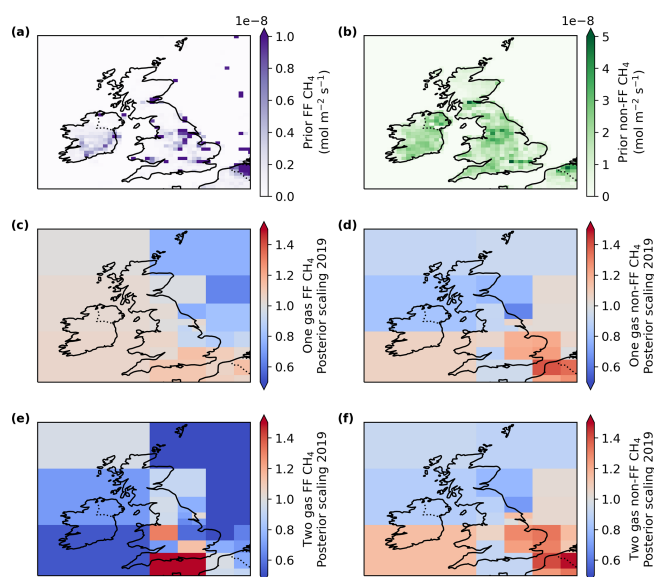 (a)
1e−8
1.0
0.8
0.6
0.4
0.2
0.0
Prior FF CH₄
(mol m⁻² s⁻¹)
(b)
1e−8
5
4
3
2
1
0
Prior non-FF CH₄
(mol m⁻² s⁻¹)
(c)
1.4
1.2
1.0
0.8
0.6
One gas FF CH₄
Posterior scaling 2019
(d)
1.4
1.2
1.0
0.8
0.6
One gas non-FF CH₄
Posterior scaling 2019
(e)
1.4
1.2
1.0
0.8
0.6
Two gas FF CH₄
Posterior scaling 2019
(f)
1.4
1.2
1.0
0.8
0.6
Two gas non-FF CH₄
Posterior scaling 2019